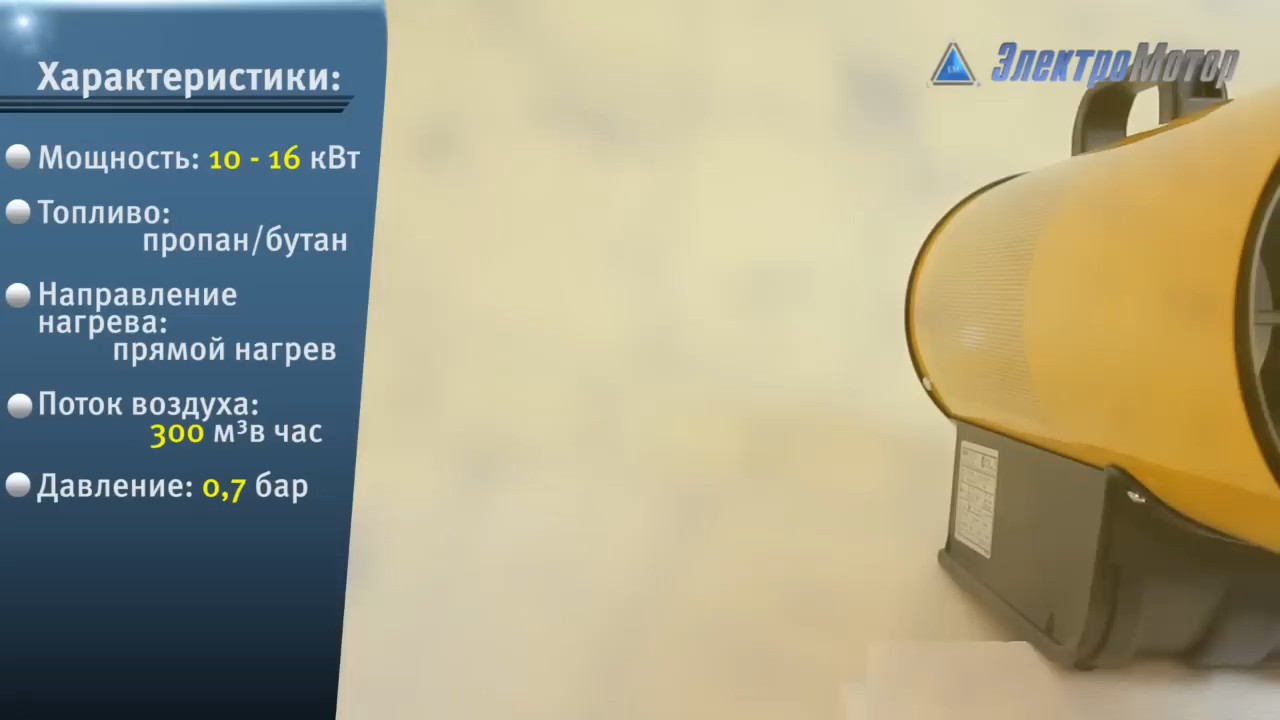 Характеристики:
Мощность: 10 - 16 кВт
Топливо:
пропан/бутан
Направление
нагрева:
прямой нагрев
Поток воздуха:
300 м³в час
Давление: 0,7 бар
ЭлектроМотор